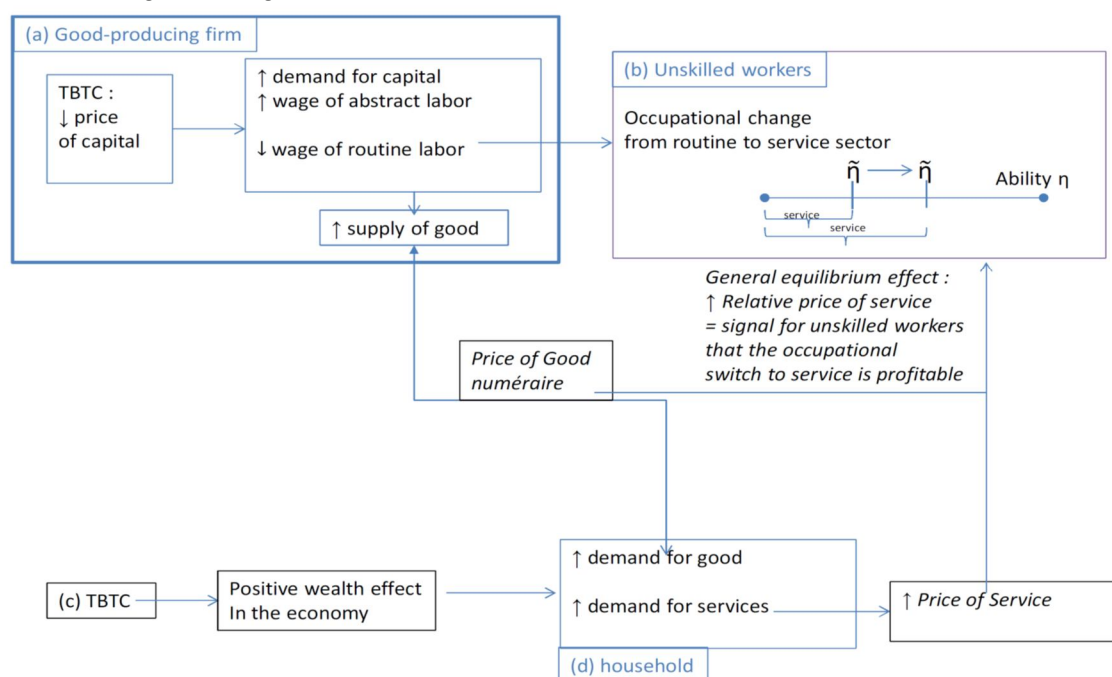 (a) Good-producing firm
TBTC :
↓ price
of capital
↑ demand for capital
↑ wage of abstract labor
↓ wage of routine labor
↑ supply of good
(b) Unskilled workers
Occupational change
from routine to service sector
η̃ η̃
Ability η
service
service
General equilibrium effect :
↑ Relative price of service
= signal for unskilled workers
that the occupational
switch to service is profitable
Price of Good
numéraire
(c) TBTC
Positive wealth effect
In the economy
↑ demand for good
↑ demand for services
(d) household
↑ Price of Service